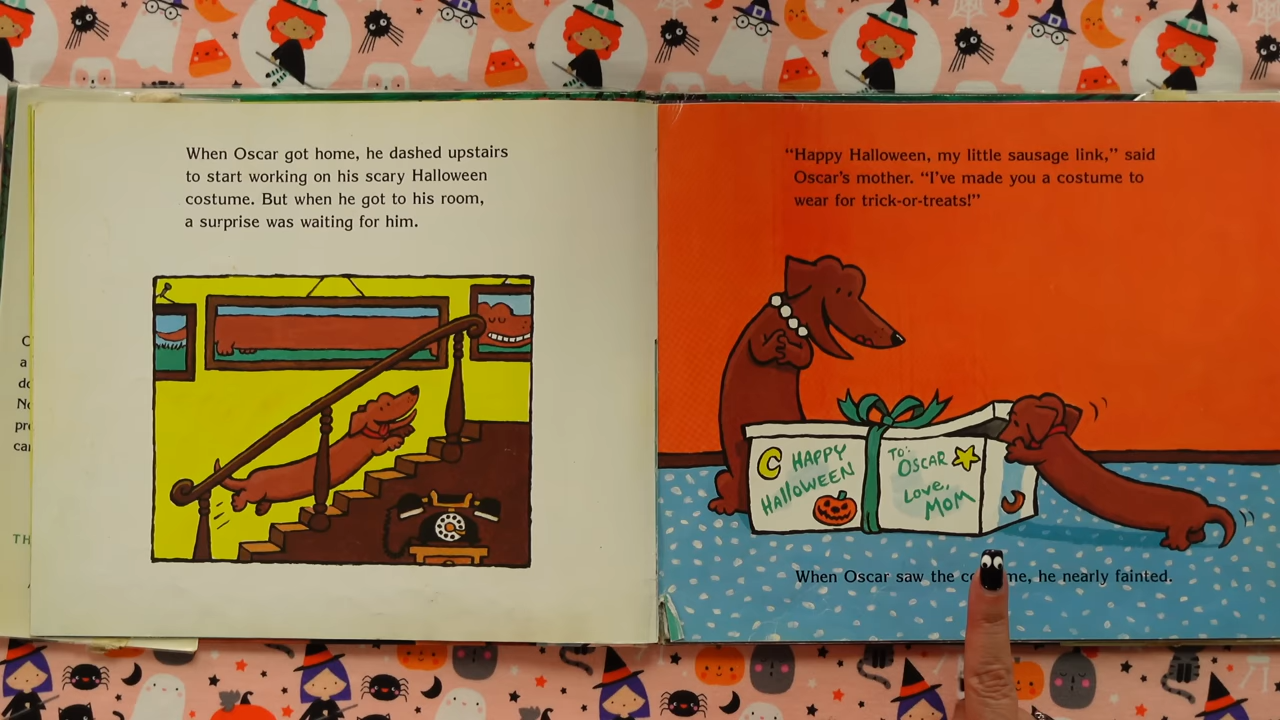 When Oscar got home, he dashed upstairs
to start working on his scary Halloween
costume. But when he got to his room,
a surprise was waiting for him.
“Happy Halloween, my little sausage link,” said
Oscar’s mother. “I’ve made you a costume to
wear for trick-or-treats!”
HAPPY
HALLOWEEN
TO:
OSCAR
LOVE,
MOM
When Oscar saw the , he nearly fainted.